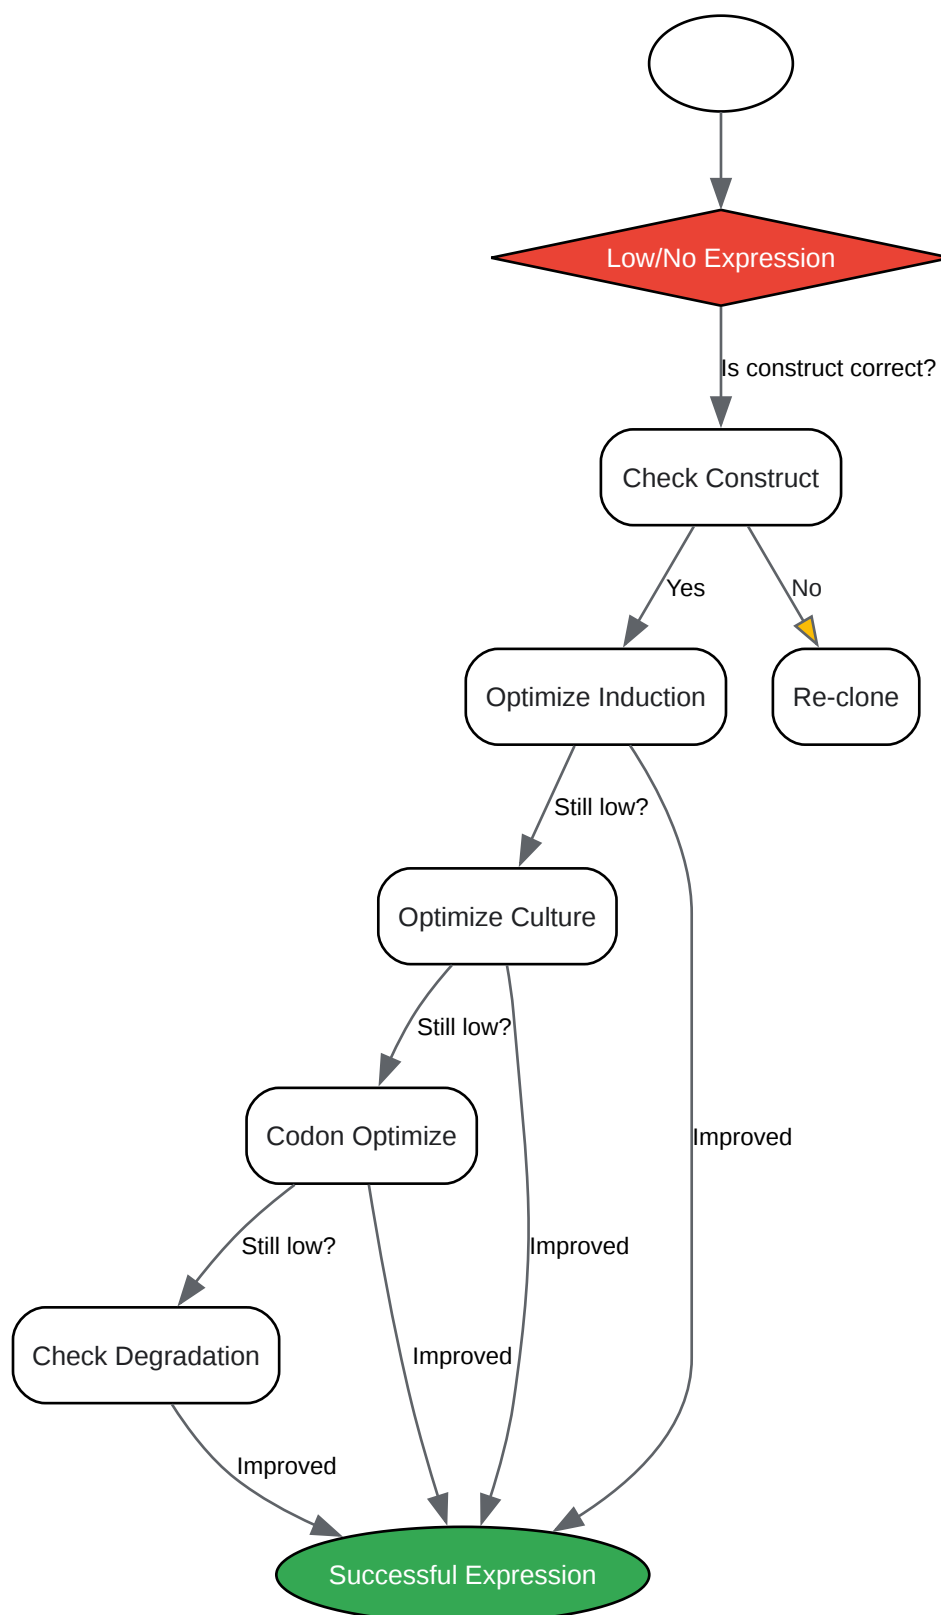 Low/No Expression
Is construct correct?
Check Construct
Yes
No
Optimize Induction
Re-clone
Still low?
Optimize Culture
Still low?
Codon Optimize
Improved
Still low?
Improved
Check Degradation
Improved
Improved
Successful Expression